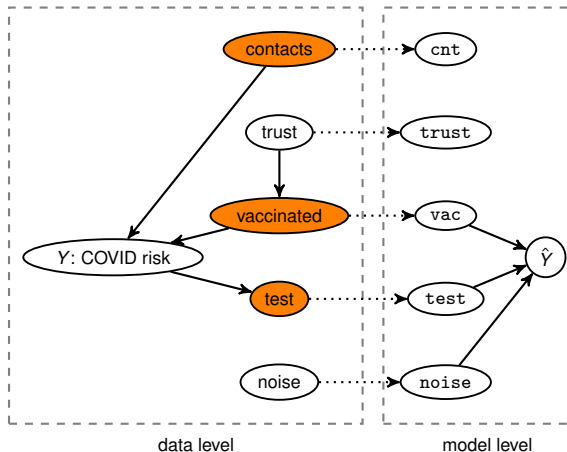 contacts
cnt
trust
trust
vaccinated
vac
Y: COVID risk
Ŷ
test
test
noise
noise
data level
model level